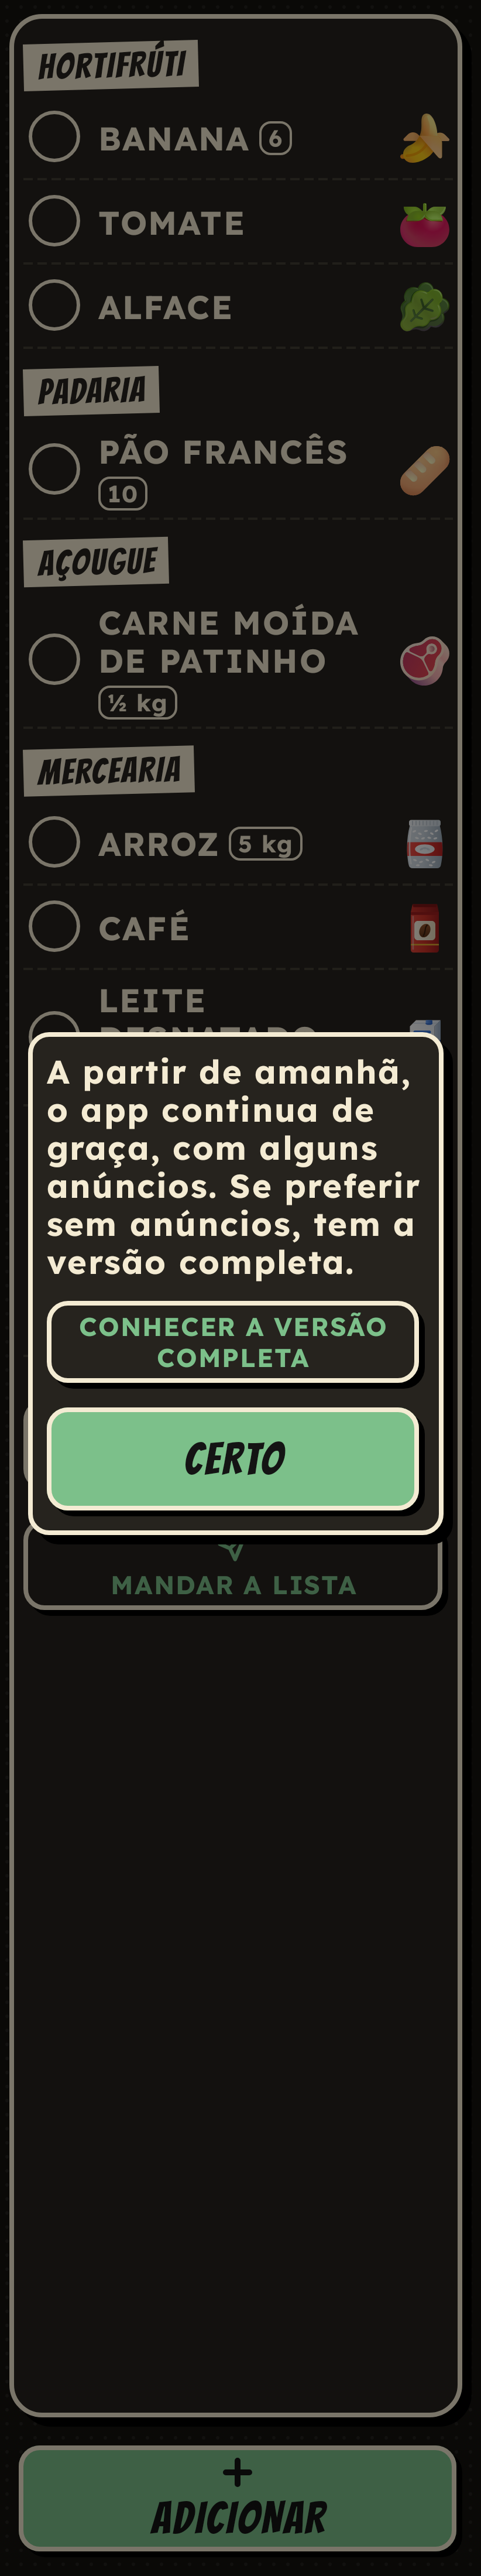 HORTIFRÚTI
BANANA 6
TOMATE
ALFACE
PADARIA
PÃO FRANCÊS
10
AÇOUGUE
CARNE MOÍDA
DE PATINHO
½ kg
MERCEARIA
ARROZ 5 kg
CAFÉ
LEITE
DESNATADO
A partir de amanhã,
o app continua de
graça, com alguns
anúncios. Se preferir
sem anúncios, tem a
versão completa.
CONHECER A VERSÃO
COMPLETA
CERTO
MANDAR A LISTA
ADICIONAR